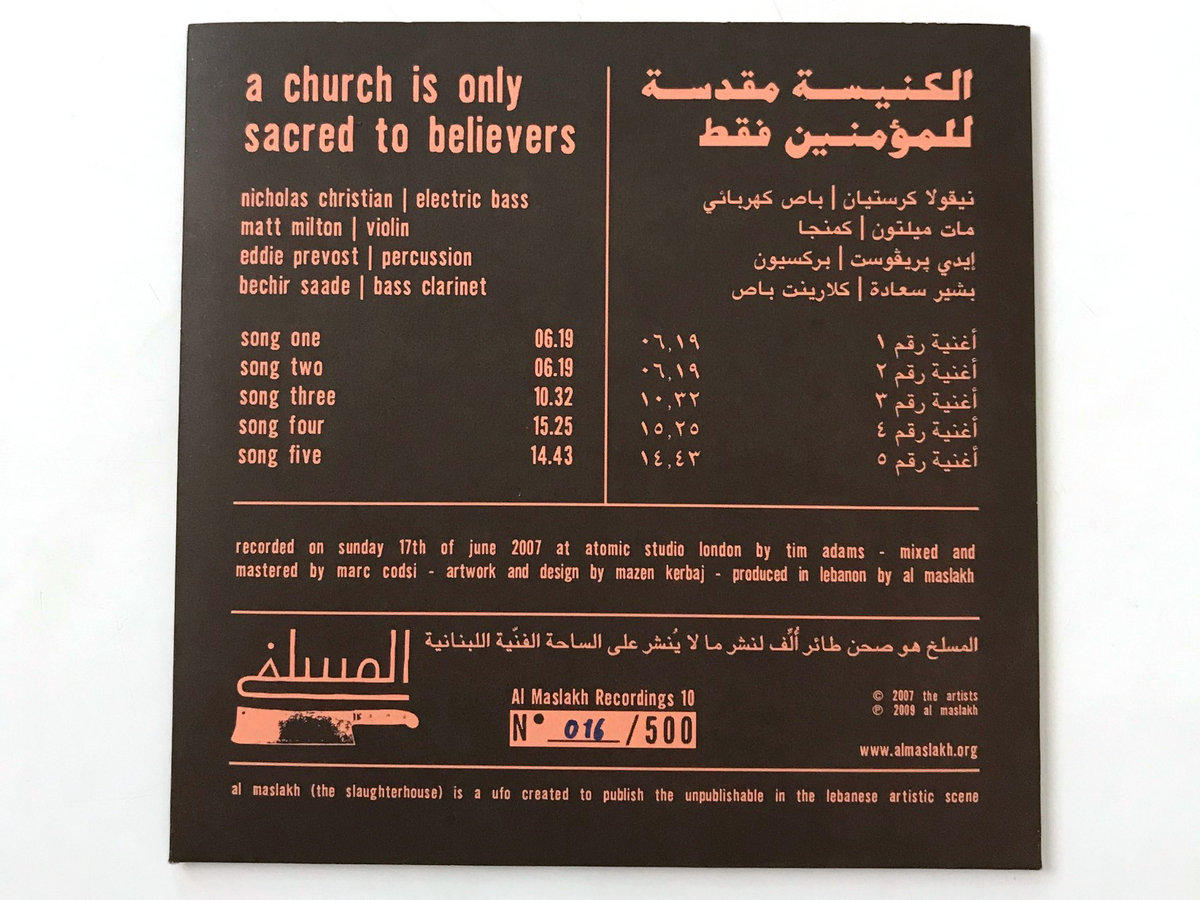 a church is only
sacred to believers
nicholas christian | electric bass
matt milton | violin
eddie prevost | percussion
bechir saade | bass clarinet
song one 06.19
song two 06.19
song three 10.32
song four 15.25
song five 14.43
الكنيسة مقدسة
للمؤمنين فقط
نيقولا كرستيان | باص كهربائي
مات ميلتون | كمنجا
إيدي پريڤوست | بركسيون
بشير سعادة | كلارينت باص
أغنية رقم ١ ٠٦,١٩
أغنية رقم ٢ ٠٦,١٩
أغنية رقم ٣ ١٠,٣٢
أغنية رقم ٤ ١٥,٢٥
أغنية رقم ٥ ١٤,٤٣
recorded on sunday 17th of june 2007 at atomic studio london by tim adams - mixed and
mastered by marc codsi - artwork and design by mazen kerbaj - produced in lebanon by al maslakh
المسلخ
المسلخ هو صحن طائر أُلِّف لنشر ما لا يُنشر على الساحة الفنّية اللبنانية
Al Maslakh Recordings 10
N° 016 /500
© 2007 the artists
℗ 2009 al maslakh
www.almaslakh.org
al maslakh (the slaughterhouse) is a ufo created to publish the unpublishable in the lebanese artistic scene